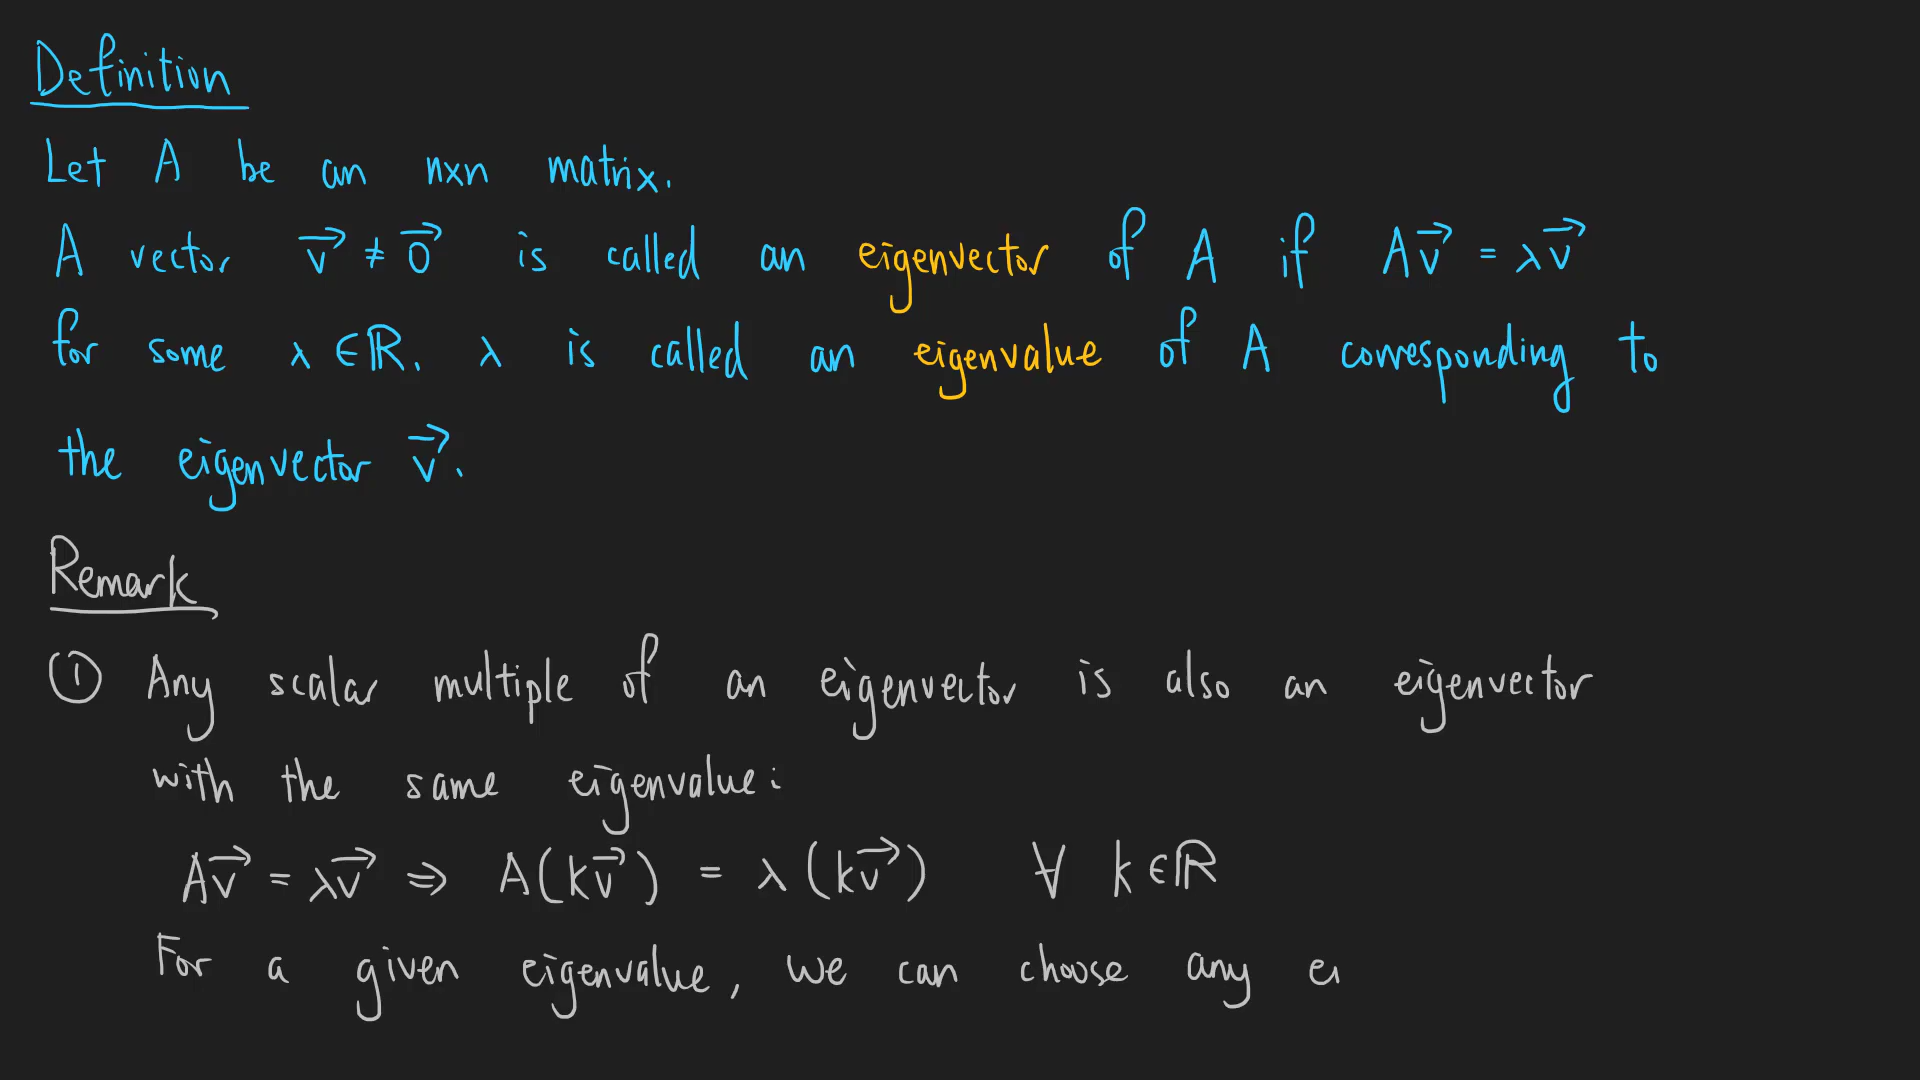 Definition
Let A be an n×n matrix.
A vector v⃗ ≠ 0⃗ is called an eigenvector of A if Av⃗ = λv⃗
for some λ ∈ ℝ. λ is called an eigenvalue of A corresponding to
the eigenvector v⃗.
Remark
① Any scalar multiple of an eigenvector is also an eigenvector
with the same eigenvalue:
Av⃗ = λv⃗ ⇒ A(kv⃗) = λ(kv⃗) ∀ k ∈ ℝ
For a given eigenvalue, we can choose any ei